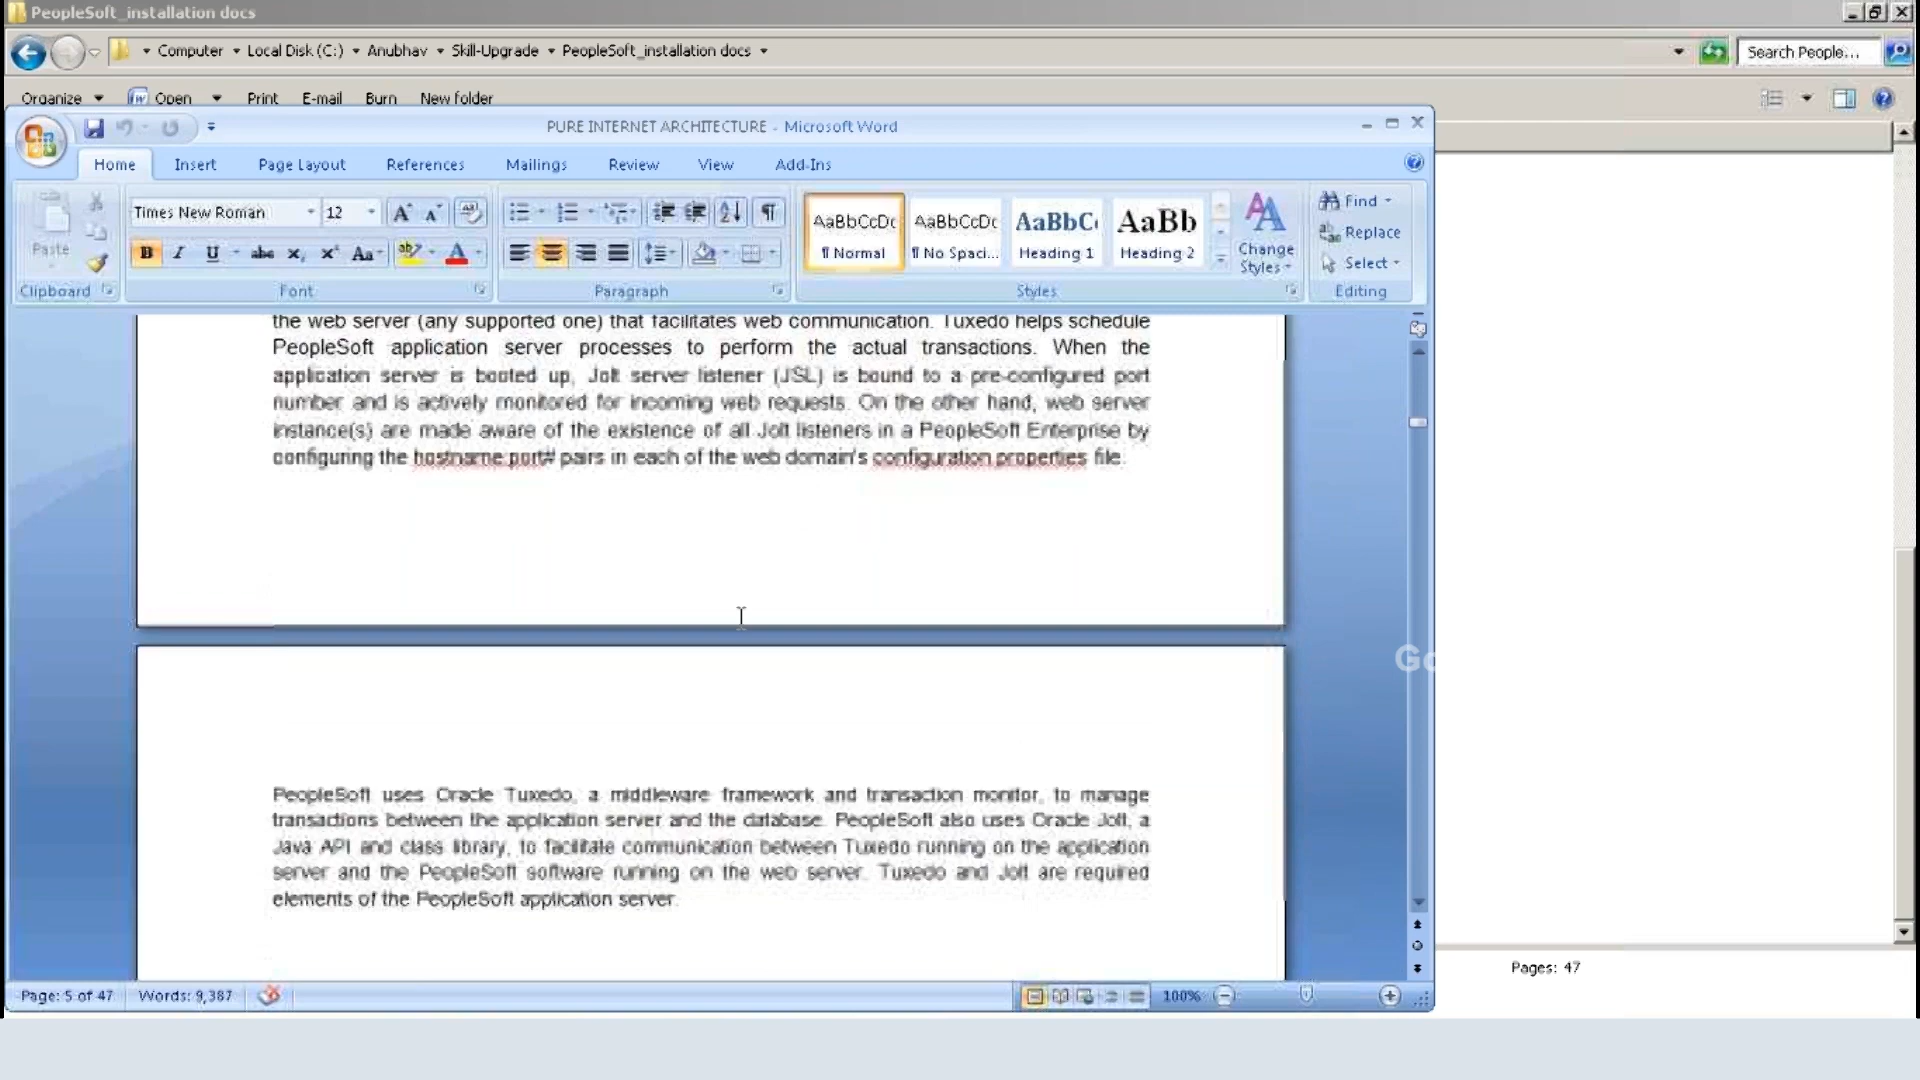 PeopleSoft_installation docs
Computer Local Disk (C:) Anubhav Skill-Upgrade PeopleSoft_installation docs
Search People...
Organize Open Print E-mail Burn New folder
PURE INTERNET ARCHITECTURE - Microsoft Word
Home Insert Page Layout References Mailings Review View Add-Ins
Paste
Clipboard
Times New Roman 12
Font
Paragraph
AaBbCcDc AaBbCcDc AaBbC AaBb
¶ Normal ¶ No Spaci... Heading 1 Heading 2
Change Styles
Styles
Find
Replace
Select
Editing
the web server (any supported one) that facilitates web communication. Tuxedo helps schedule
PeopleSoft application server processes to perform the actual transactions. When the
application server is booted up, Jolt server listener (JSL) is bound to a pre-configured port
number and is actively monitored for incoming web requests. On the other hand, web server
instance(s) are made aware of the existence of all Jolt listeners in a PeopleSoft Enterprise by
configuring the hostname:port# pairs in each of the web domain's configuration.properties file.
Go
PeopleSoft uses Oracle Tuxedo, a middleware framework and transaction monitor, to manage
transactions between the application server and the database. PeopleSoft also uses Oracle Jolt, a
Java API and class library, to facilitate communication between Tuxedo running on the application
server and the PeopleSoft software running on the web server. Tuxedo and Jolt are required
elements of the PeopleSoft application server.
Pages: 47
Page: 5 of 47 Words: 9,387 100%